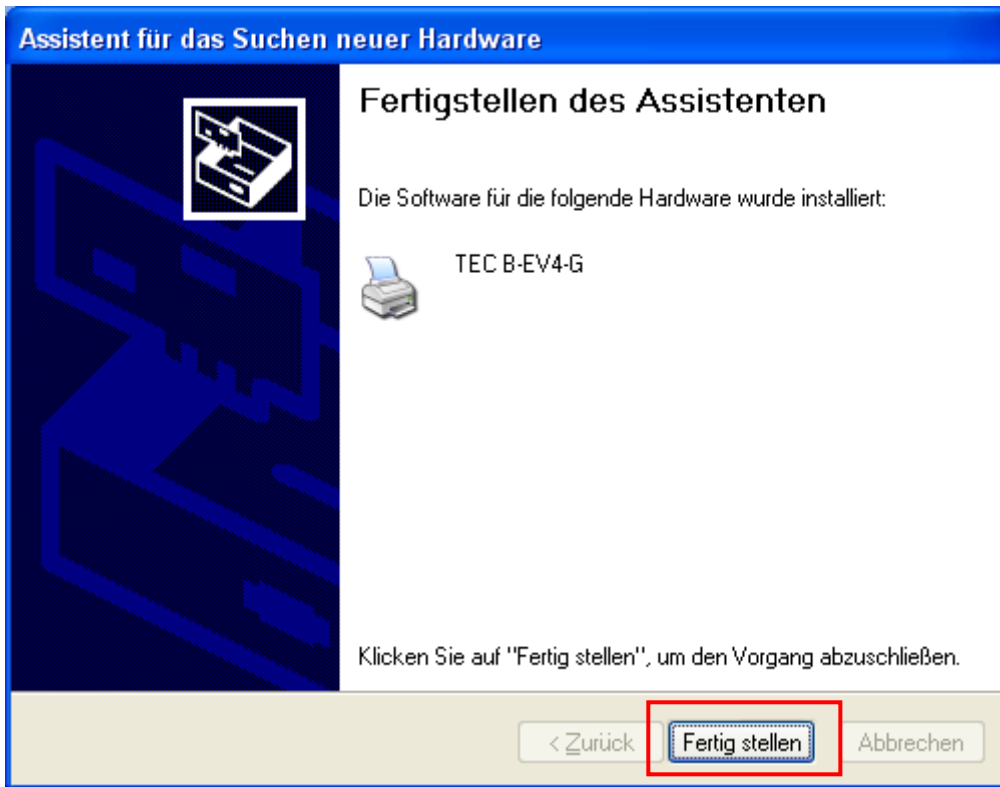 Assistent für das Suchen neuer Hardware
Fertigstellen des Assistenten
Die Software für die folgende Hardware wurde installiert:
TEC B-EV4-G
Klicken Sie auf "Fertig stellen", um den Vorgang abzuschließen.
< Zurück Fertig stellen Abbrechen